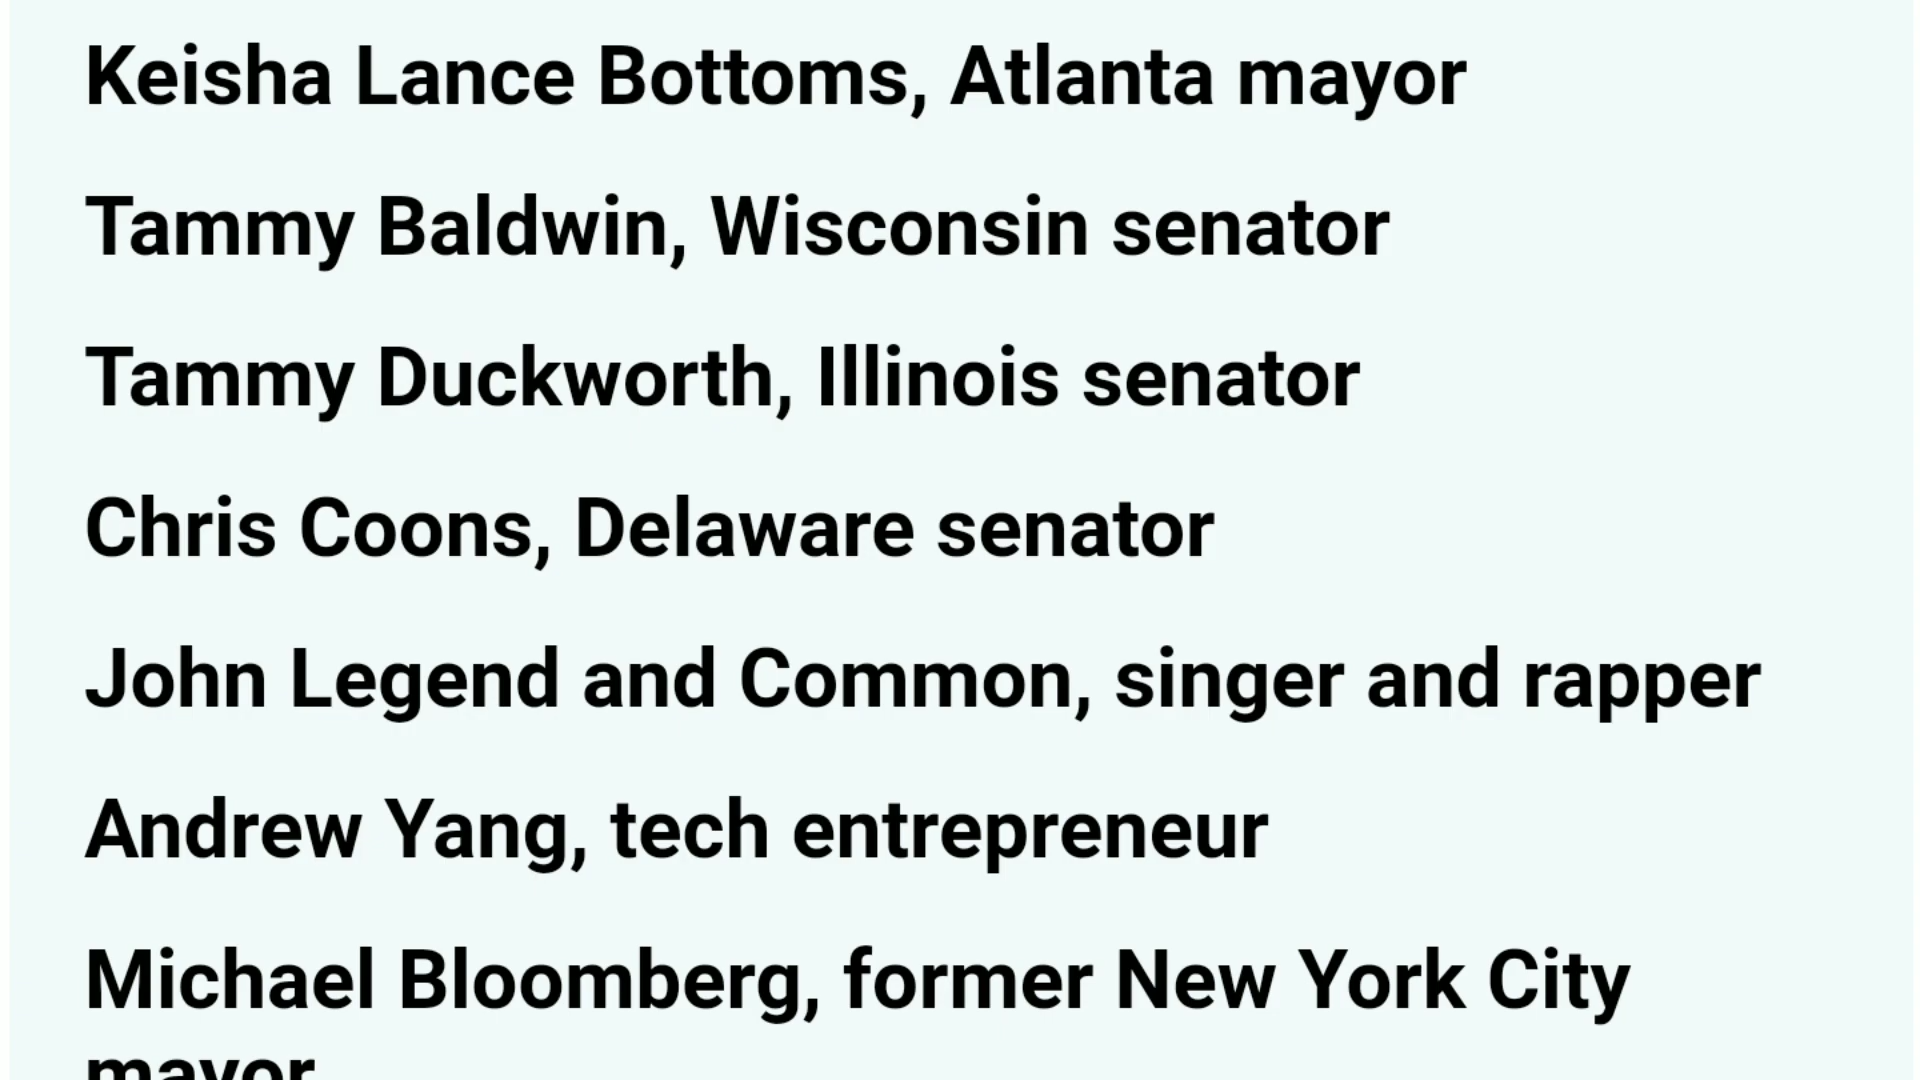 Keisha Lance Bottoms, Atlanta mayor
Tammy Baldwin, Wisconsin senator
Tammy Duckworth, Illinois senator
Chris Coons, Delaware senator
John Legend and Common, singer and rapper
Andrew Yang, tech entrepreneur
Michael Bloomberg, former New York City
mayor